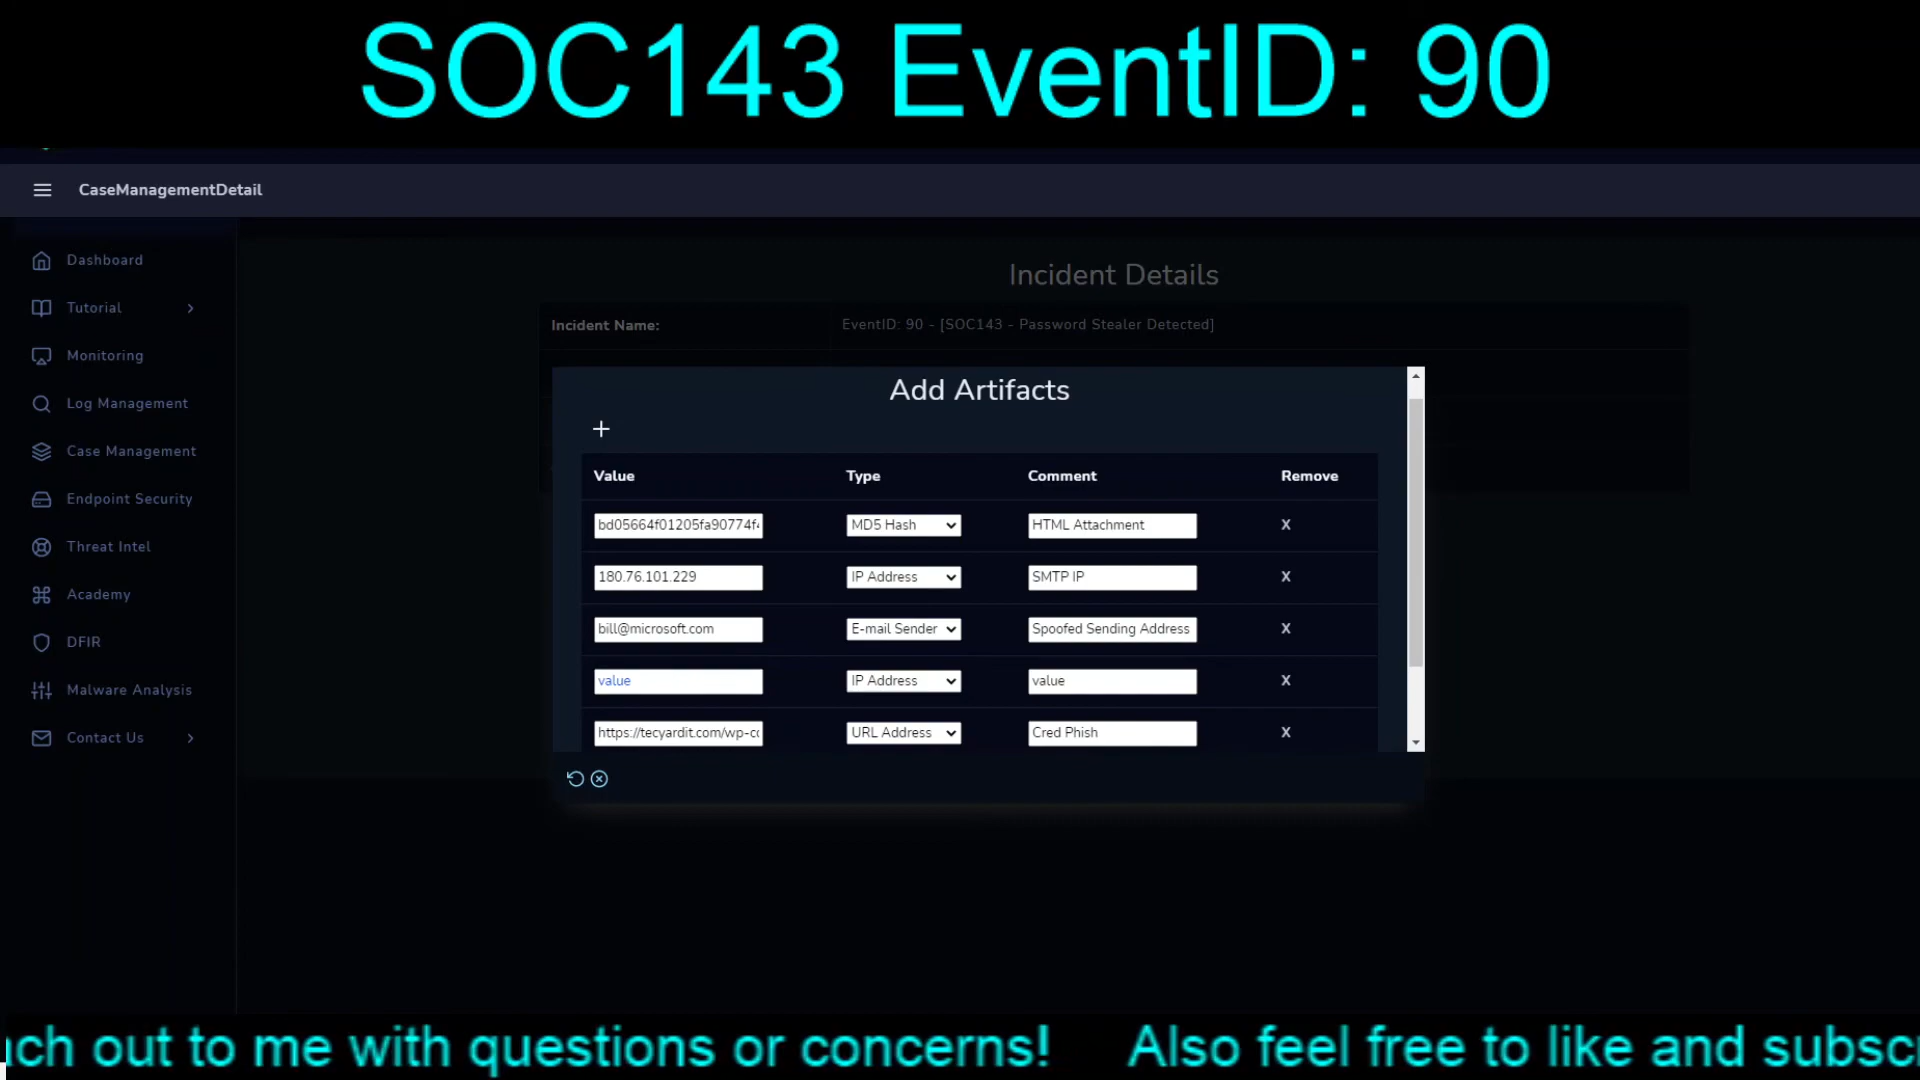 SOC143 EventID: 90
CaseManagementDetail
Dashboard
Tutorial
Monitoring
Log Management
Case Management
Endpoint Security
Threat Intel
Academy
DFIR
Malware Analysis
Contact Us
Incident Details
Incident Name: EventID: 90 - [SOC143 - Password Stealer Detected]
Add Artifacts
+
Value Type Comment Remove
bd05664f01205fa90774f MD5 Hash HTML Attachment X
180.76.101.229 IP Address SMTP IP X
bill@microsoft.com E-mail Sender Spoofed Sending Address X
value IP Address value X
https://tecyardit.com/wp-c URL Address Cred Phish X
ach out to me with questions or concerns! Also feel free to like and subsc